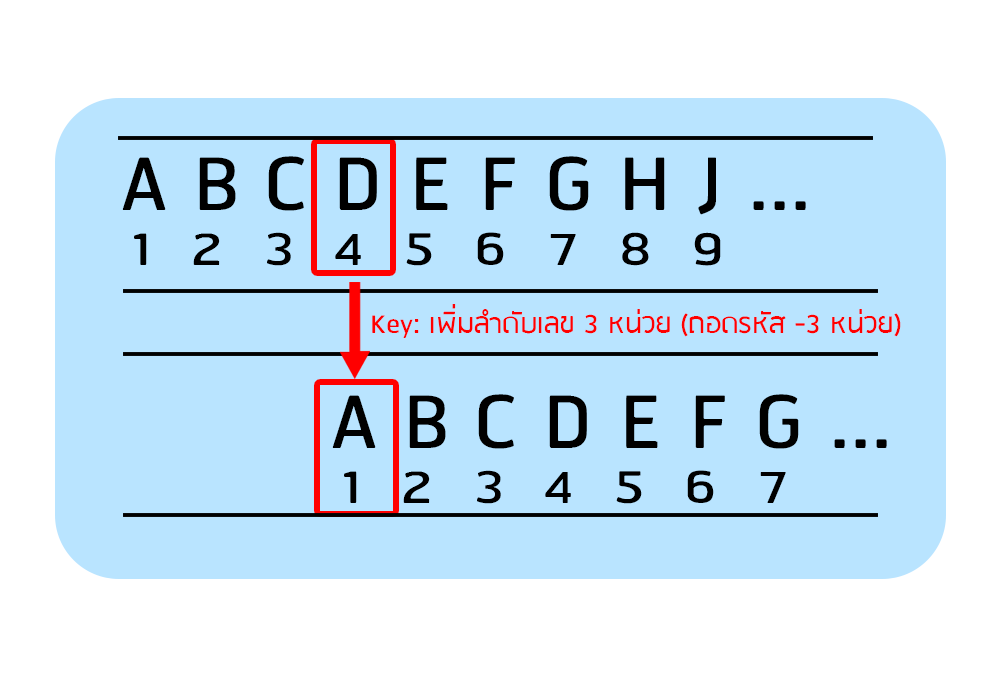 A B C D E F G H J ...
1 2 3 4 5 6 7 8 9
Key: เพิ่มลำดับเลข 3 หน่วย (ถอดรหัส -3 หน่วย)
A B C D E F G ...
1 2 3 4 5 6 7